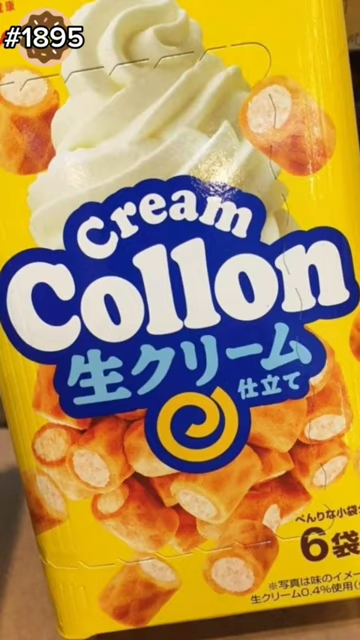 #1895
Cream
Collon
生クリーム
仕立て
べんりな小袋
6袋
※写真は味のイメー
生クリーム0.4%使用